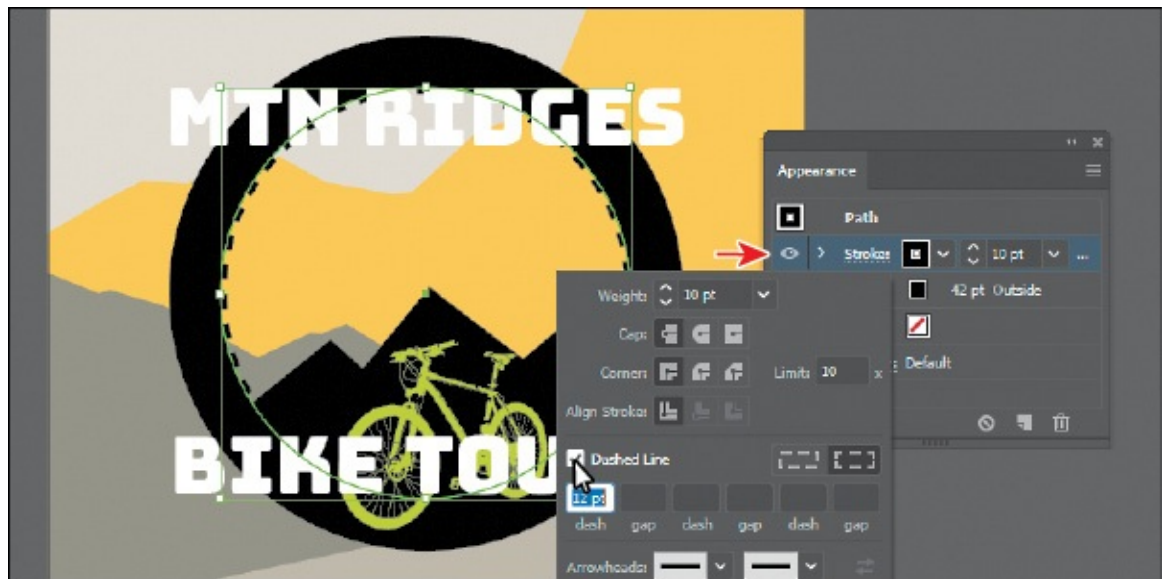 MTN RIDGES
BIKE TOU
Appearance
Path
Stroke: 10 pt ...
42 pt Outside
Default
Weight: 10 pt
Cap:
Corner: Limit: 10 x
Align Stroke:
Dashed Line
12 pt
dash gap dash gap dash gap
Arrowheads: